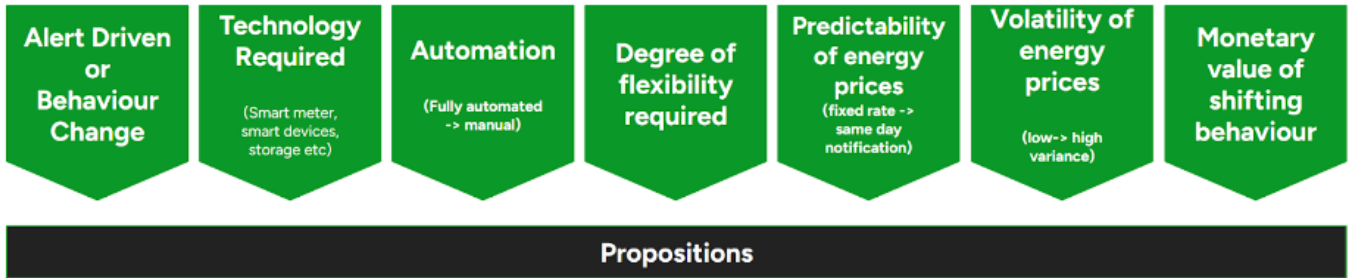 Alert Driven
or
Behaviour
Change
Technology
Required
(Smart meter,
smart devices,
storage etc)
Automation
(Fully automated
-> manual)
Degree of
flexibility
required
Predictability
of energy
prices
(fixed rate ->
same day
notification)
Volatility of
energy
prices
(low-> high
variance)
Monetary
value of
shifting
behaviour
Propositions